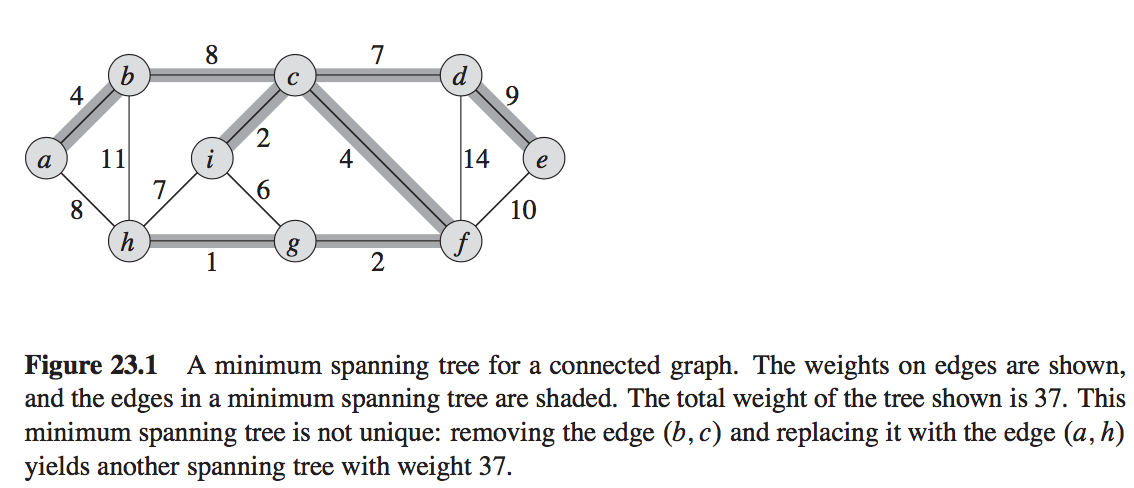 8
7
b
c
d
4
9
2
a
11
i
4
14
e
7
6
8
10
h
g
f
1
2
Figure 23.1 A minimum spanning tree for a connected graph. The weights on edges are shown,
and the edges in a minimum spanning tree are shaded. The total weight of the tree shown is 37. This
minimum spanning tree is not unique: removing the edge (b, c) and replacing it with the edge (a, h)
yields another spanning tree with weight 37.